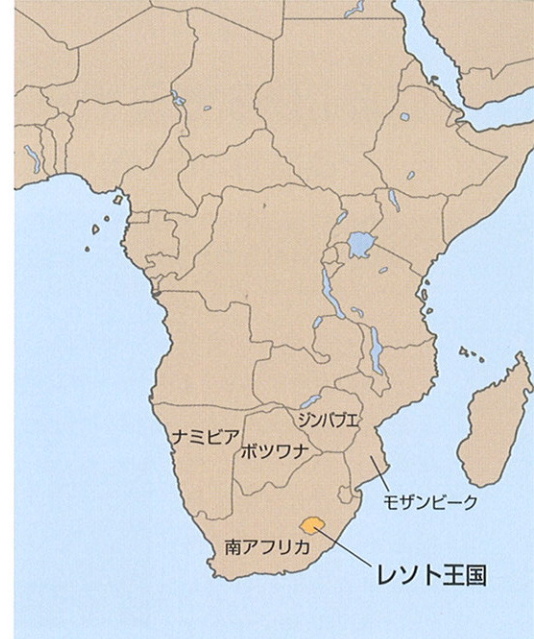 ジンバブエ
ナミビア
ボツワナ
モザンビーク
南アフリカ
レソト王国